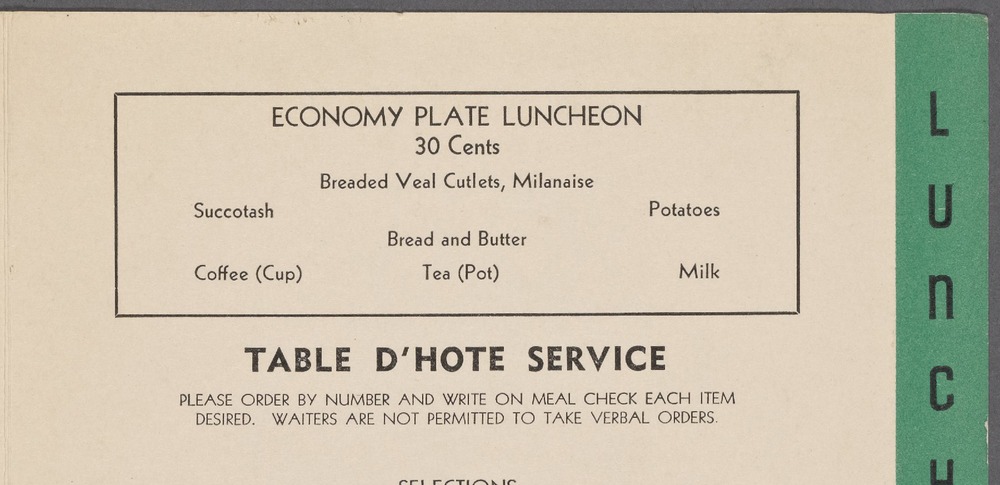 ECONOMY PLATE LUNCHEON
30 Cents
Breaded Veal Cutlets, Milanaise
Succotash Potatoes
Bread and Butter
Coffee (Cup) Tea (Pot) Milk
TABLE D'HOTE SERVICE
PLEASE ORDER BY NUMBER AND WRITE ON MEAL CHECK EACH ITEM
DESIRED. WAITERS ARE NOT PERMITTED TO TAKE VERBAL ORDERS.
SELECTIONS
LunCH